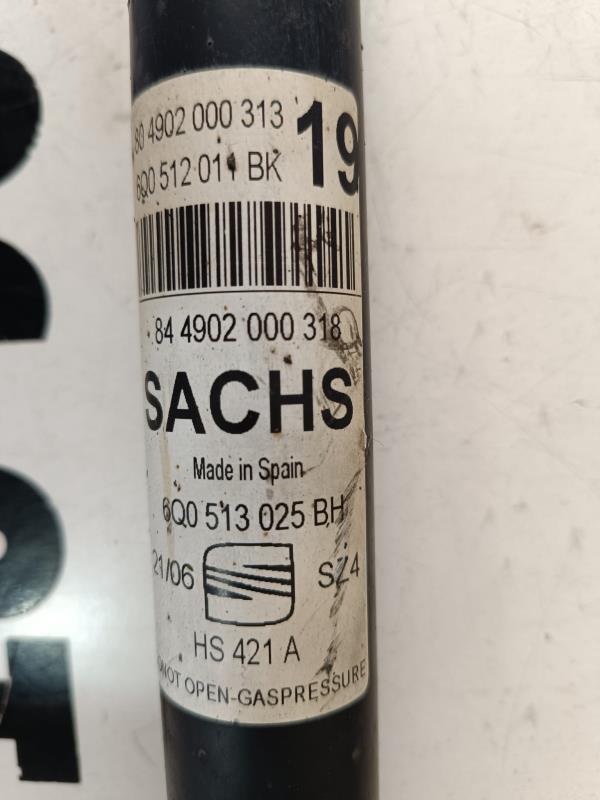 80 4902 000 313
19
6Q0 512 011 BK
84 4902 000 318
SACHS
Made in Spain
6Q0 513 025 BH
21/06
SZ4
HS 421 A
NOT OPEN-GASPRESSURE